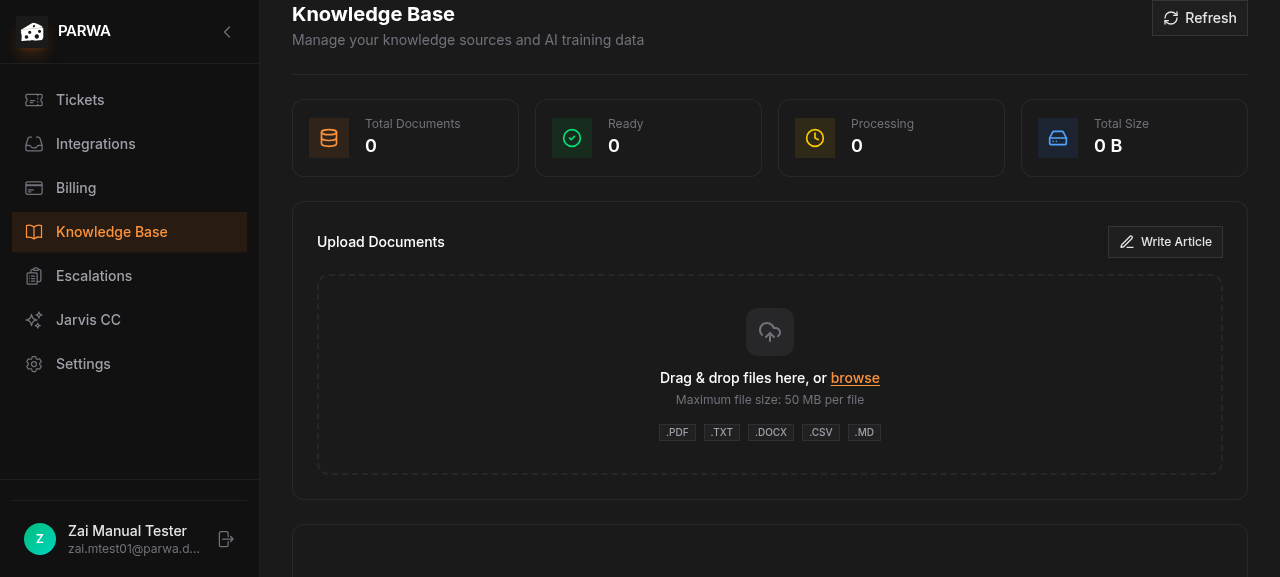 PARWA
Tickets
Integrations
Billing
Knowledge Base
Escalations
Jarvis CC
Settings
Z
Zai Manual Tester
zai.mtest01@parwa.d...
Knowledge Base
Manage your knowledge sources and AI training data
Refresh
Total Documents
0
Ready
0
Processing
0
Total Size
0 B
Upload Documents
Write Article
Drag & drop files here, or browse
Maximum file size: 50 MB per file
.PDF .TXT .DOCX .CSV .MD